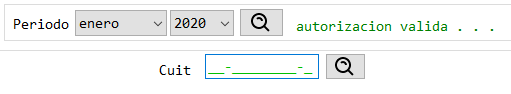 Periodo enero 2020 autorizacion valida . . .
Cuit __-________-_